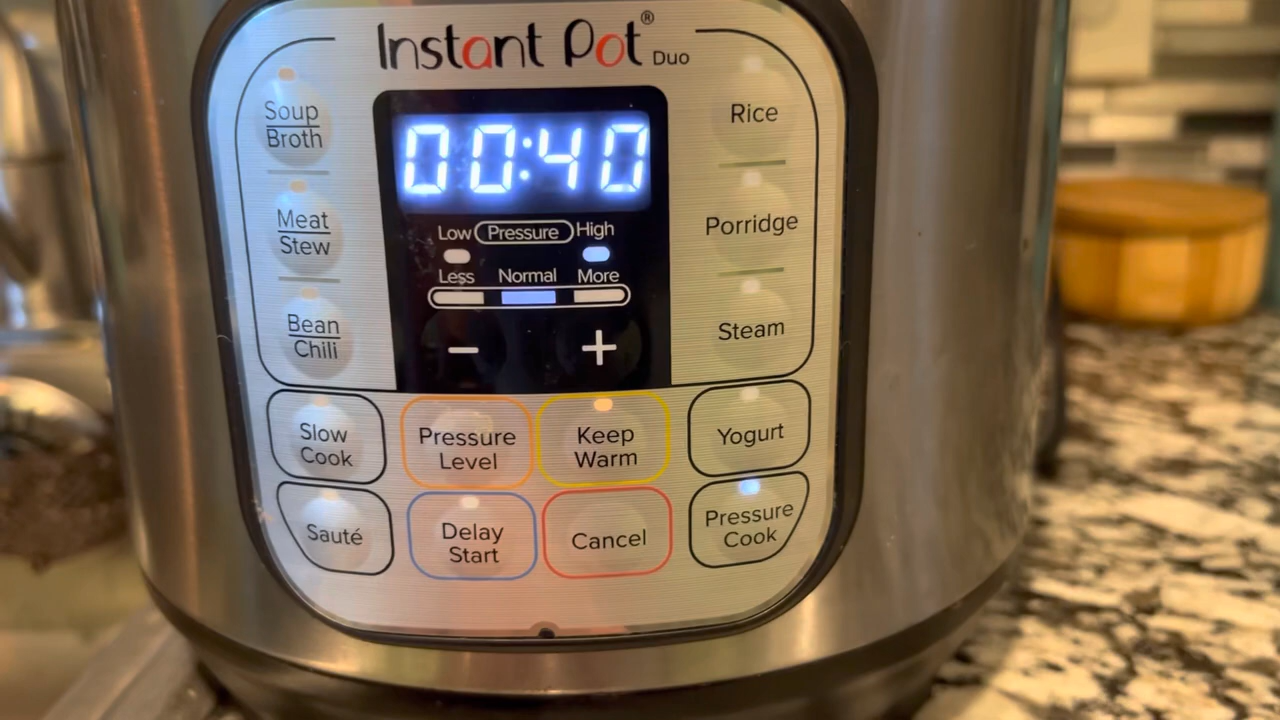 Instant Pot® Duo
00:40
Low Pressure High
Less Normal More
− +
Soup
Broth
Meat
Stew
Bean
Chili
Rice
Porridge
Steam
Slow
Cook
Pressure
Level
Keep
Warm
Yogurt
Sauté
Delay
Start
Cancel
Pressure
Cook